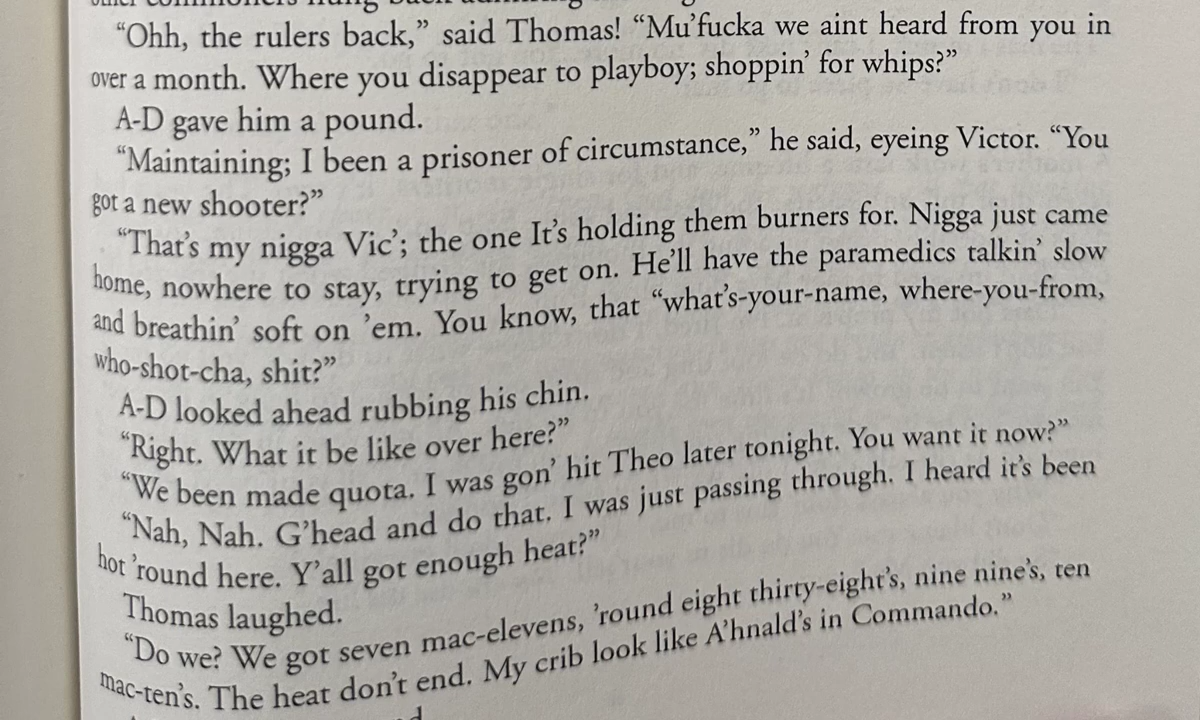 “Ohh, the rulers back,” said Thomas! “Mu’fucka we aint heard from you in
over a month. Where you disappear to playboy; shoppin’ for whips?”
A-D gave him a pound.
“Maintaining; I been a prisoner of circumstance,” he said, eyeing Victor. “You
got a new shooter?”
“That’s my nigga Vic’; the one It’s holding them burners for. Nigga just came
home, nowhere to stay, trying to get on. He’ll have the paramedics talkin’ slow
and breathin’ soft on ’em. You know, that “what’s-your-name, where-you-from,
who-shot-cha, shit?”
A-D looked ahead rubbing his chin.
“Right. What it be like over here?”
“We been made quota. I was gon’ hit Theo later tonight. You want it now?”
“Nah, Nah. G’head and do that. I was just passing through. I heard it’s been
hot ’round here. Y’all got enough heat?”
Thomas laughed.
“Do we? We got seven mac-elevens, ’round eight thirty-eight’s, nine nine’s, ten
mac-ten’s. The heat don’t end. My crib look like A’hnald’s in Commando.”